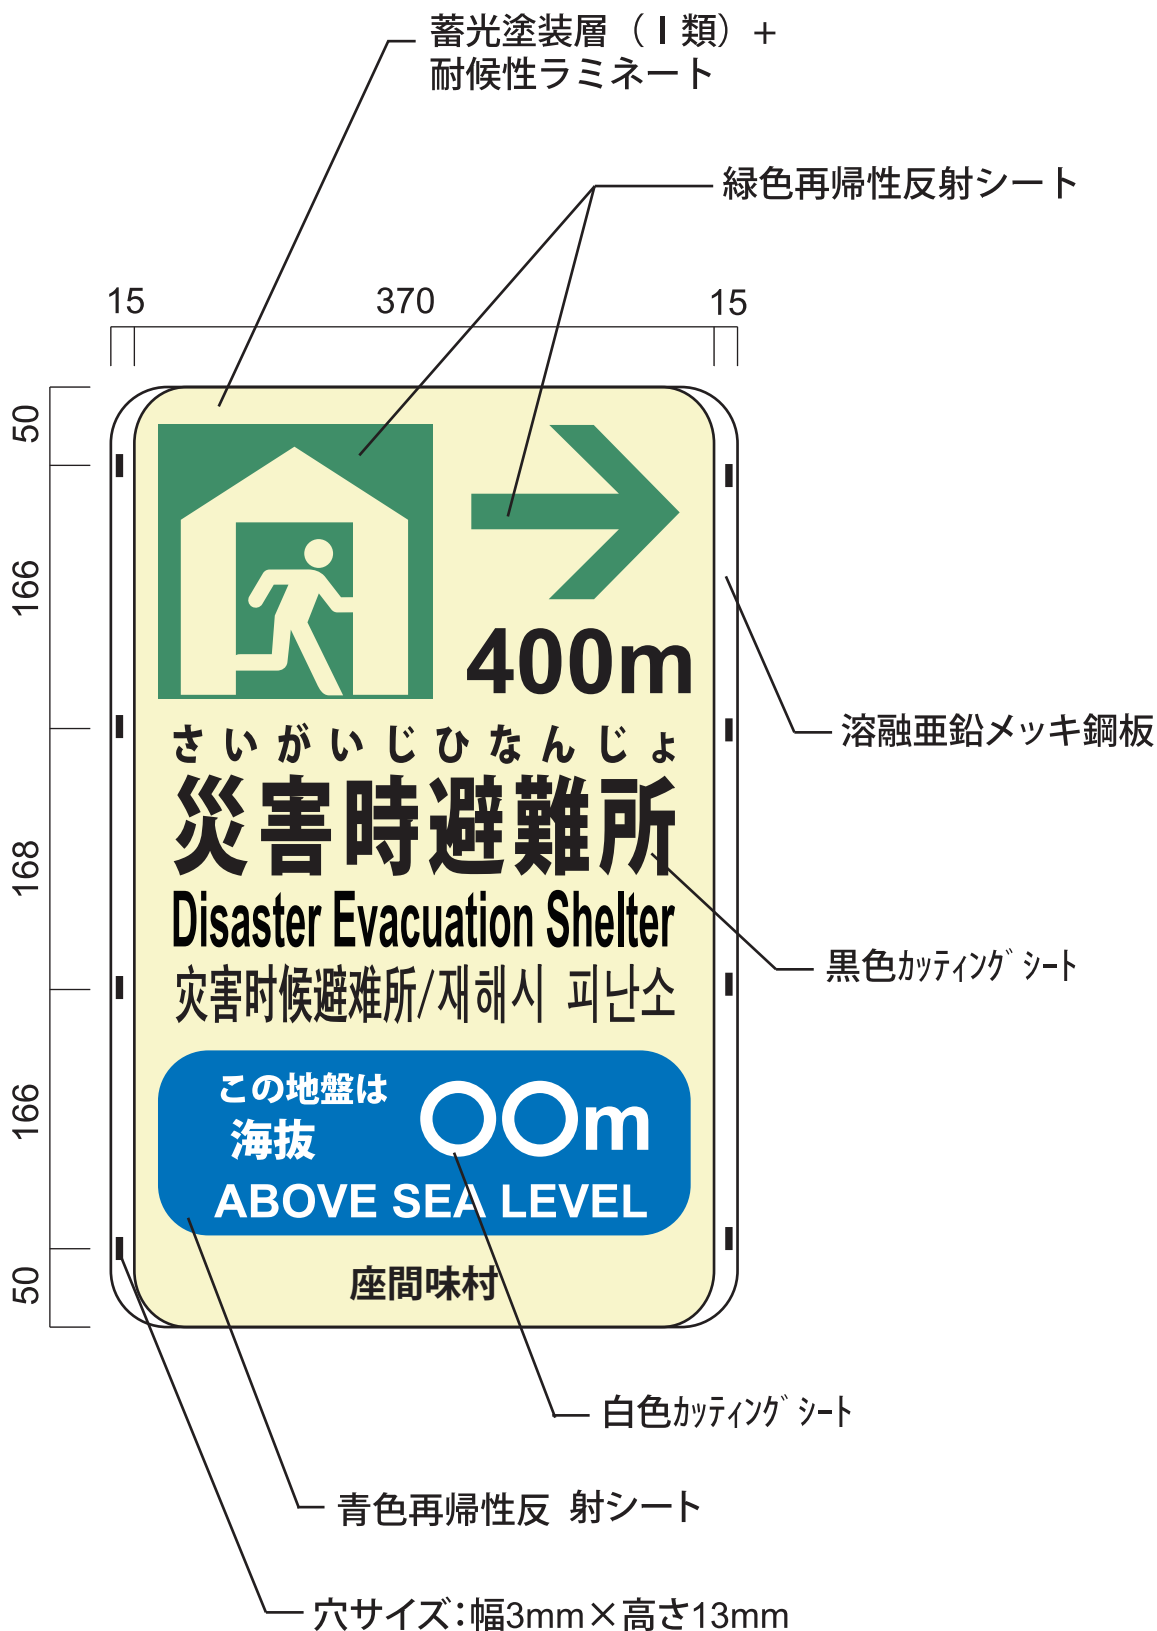 蓄光塗装層（Ⅰ類）＋
耐候性ラミネート
緑色再帰性反射シート
15 370 15
50
166
168
166
50
400m
さいがいじひなんじょ
災害時避難所
Disaster Evacuation Shelter
灾害时候避难所/재해시 피난소
この地盤は
海抜
〇〇m
ABOVE SEA LEVEL
座間味村
溶融亜鉛メッキ鋼板
黒色ｶｯﾃｨﾝｸﾞｼｰﾄ
白色ｶｯﾃｨﾝｸﾞｼｰﾄ
青色再帰性反 射シート
穴サイズ：幅3mm×高さ13mm